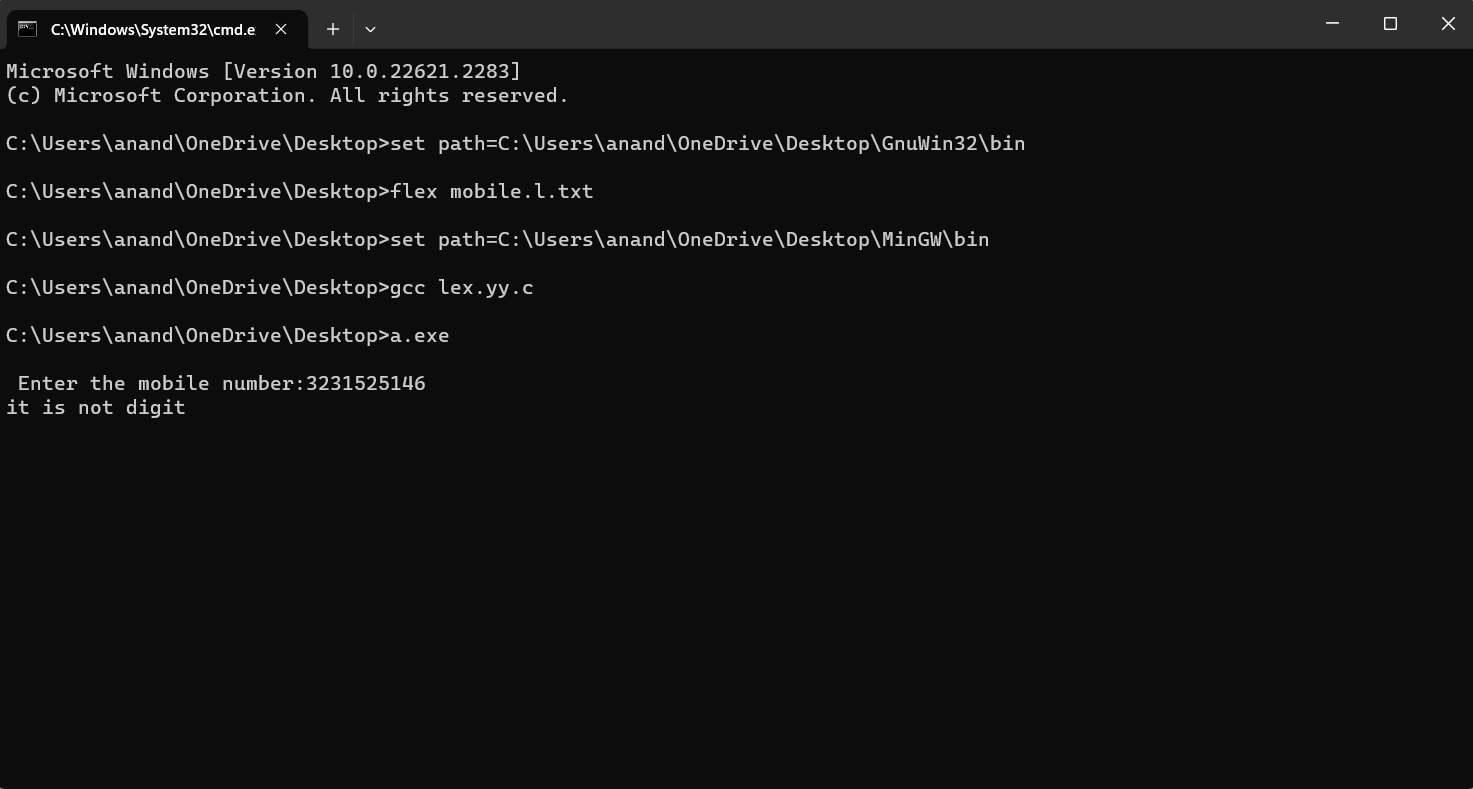 C:\Windows\System32\cmd.e
Microsoft Windows [Version 10.0.22621.2283]
(c) Microsoft Corporation. All rights reserved.
C:\Users\anand\OneDrive\Desktop>set path=C:\Users\anand\OneDrive\Desktop\GnuWin32\bin
C:\Users\anand\OneDrive\Desktop>flex mobile.l.txt
C:\Users\anand\OneDrive\Desktop>set path=C:\Users\anand\OneDrive\Desktop\MinGW\bin
C:\Users\anand\OneDrive\Desktop>gcc lex.yy.c
C:\Users\anand\OneDrive\Desktop>a.exe
Enter the mobile number:3231525146
it is not digit